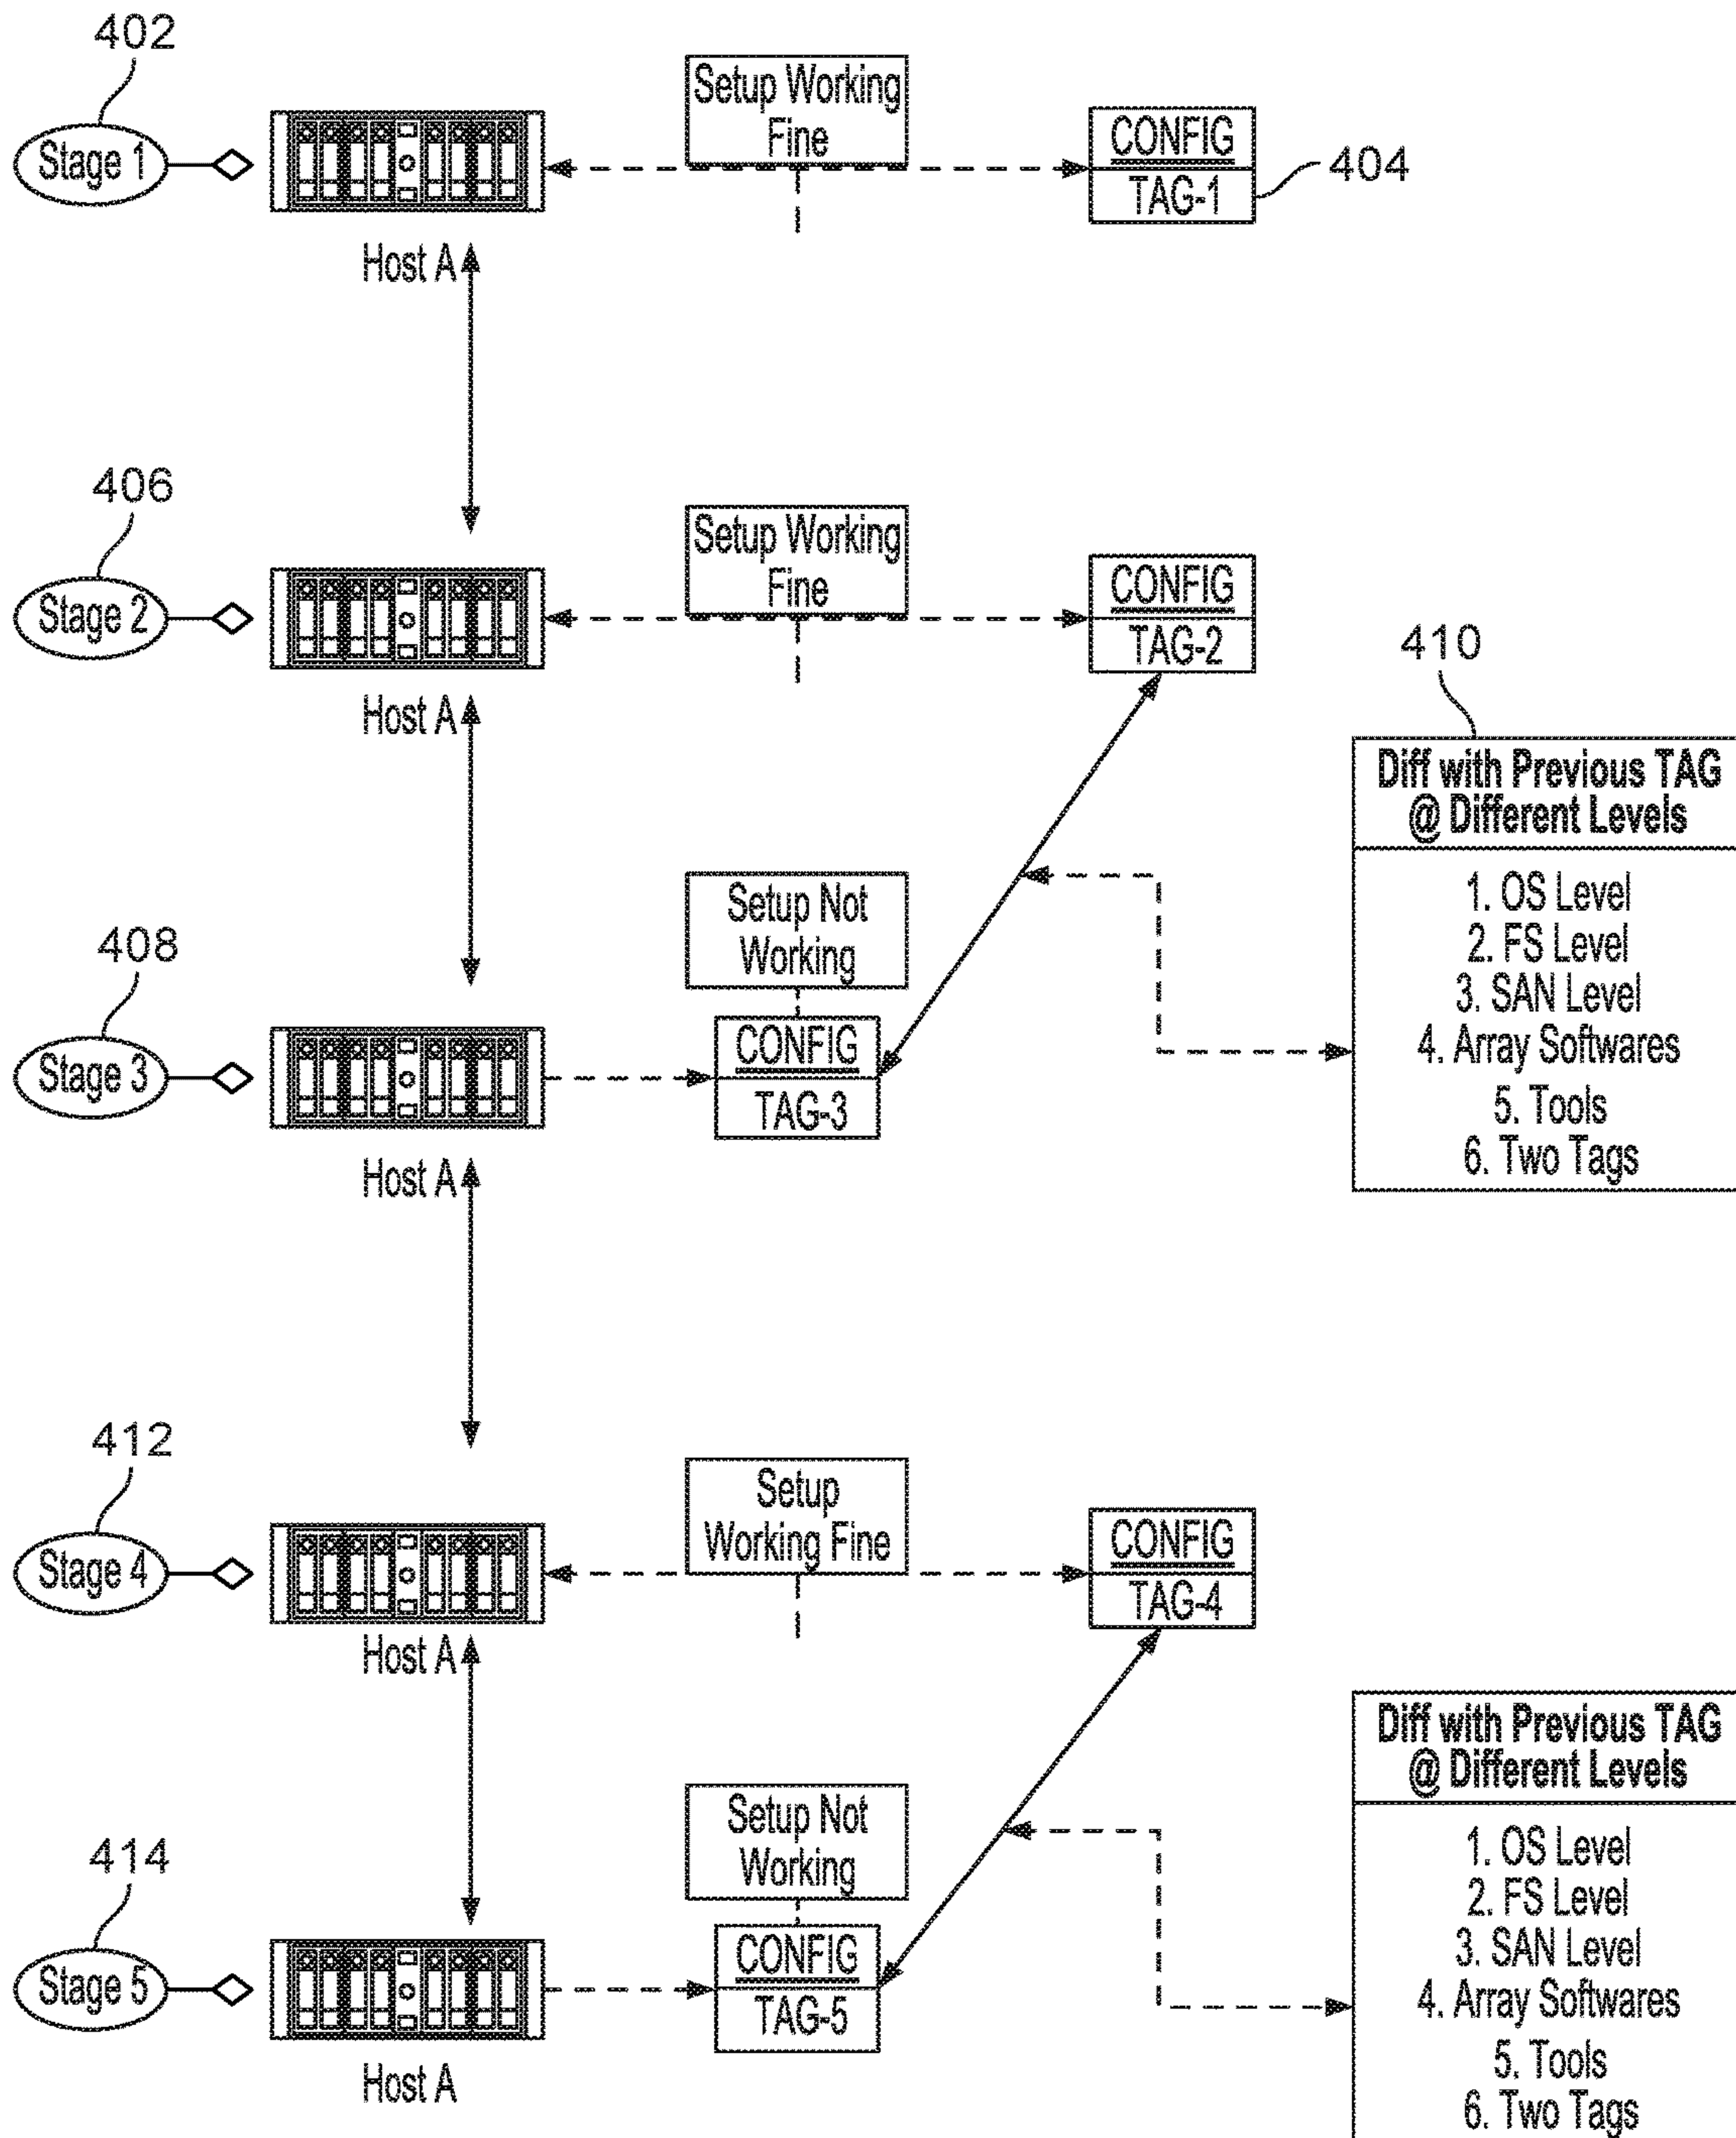 402
Setup Working
Fine
CONFIG
TAG-1
404
Stage 1
Host A
406
Setup Working
Fine
CONFIG
TAG-2
Stage 2
Host A
410
Diff with Previous TAG
@ Different Levels
1. OS Level
2. FS Level
3. SAN Level
4. Array Softwares
5. Tools
6. Two Tags
408
Setup Not
Working
Stage 3
CONFIG
TAG-3
Host A
412
Setup
Working Fine
CONFIG
TAG-4
Stage 4
Host A
Diff with Previous TAG
@ Different Levels
1. OS Level
2. FS Level
3. SAN Level
4. Array Softwares
5. Tools
6. Two Tags
414
Setup Not
Working
Stage 5
CONFIG
TAG-5
Host A